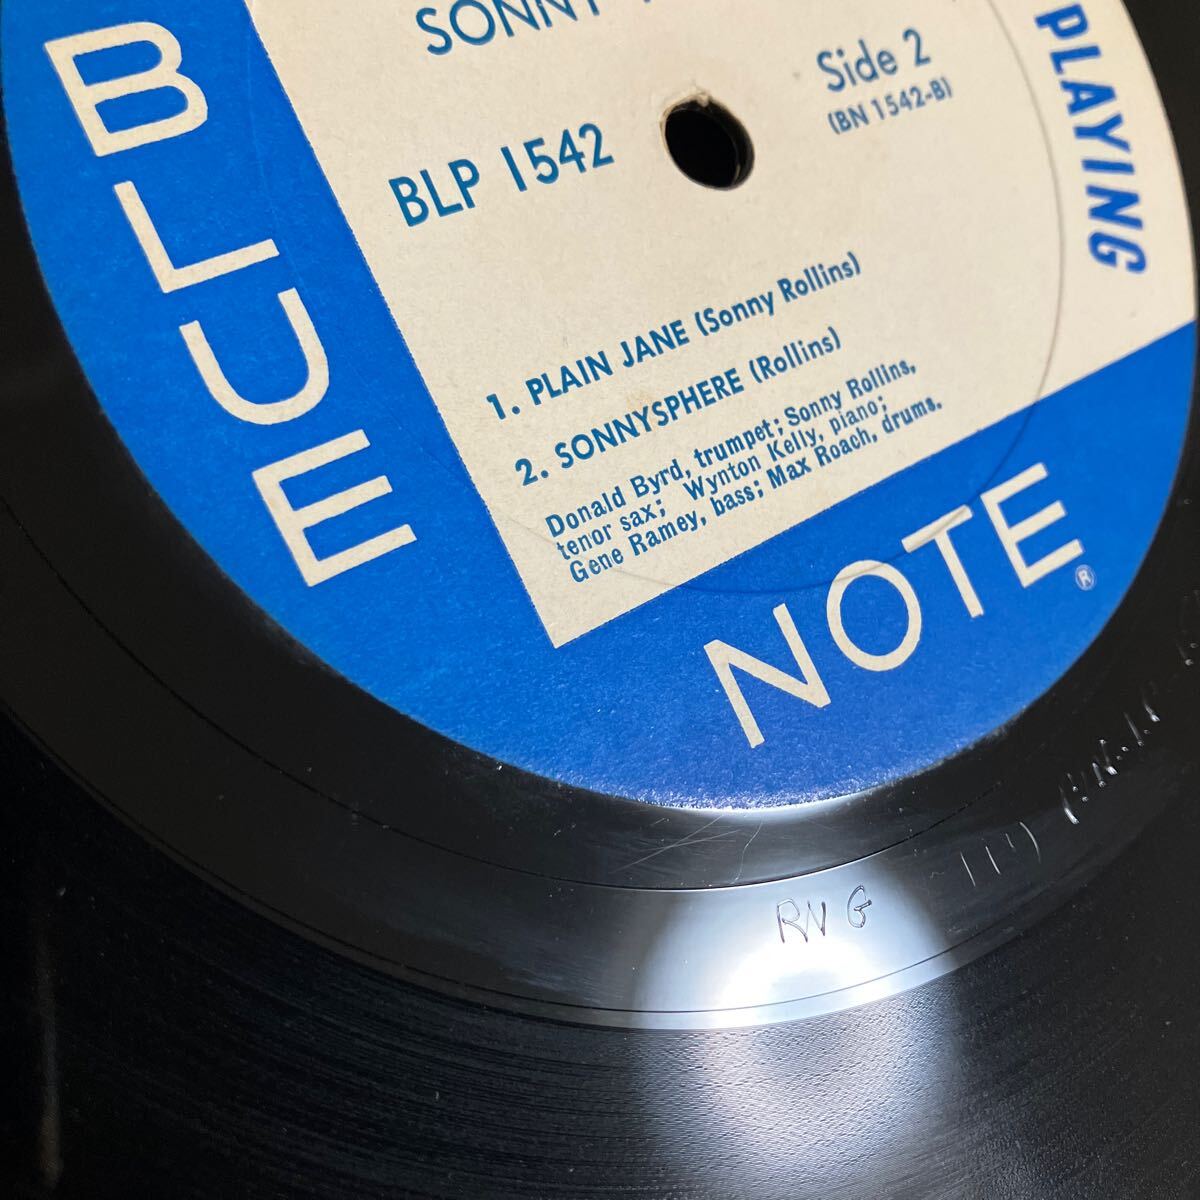 SONNY
PLAYING
Side 2
BLP 1542
(BN 1542-B)
1. PLAIN JANE (Sonny Rollins)
2. SONNYSPHERE (Rollins)
Donald Byrd, trumpet; Sonny Rollins,
tenor sax; Wynton Kelly, piano;
Gene Ramey, bass; Max Roach, drums.
BLUE
NOTE®
RVG